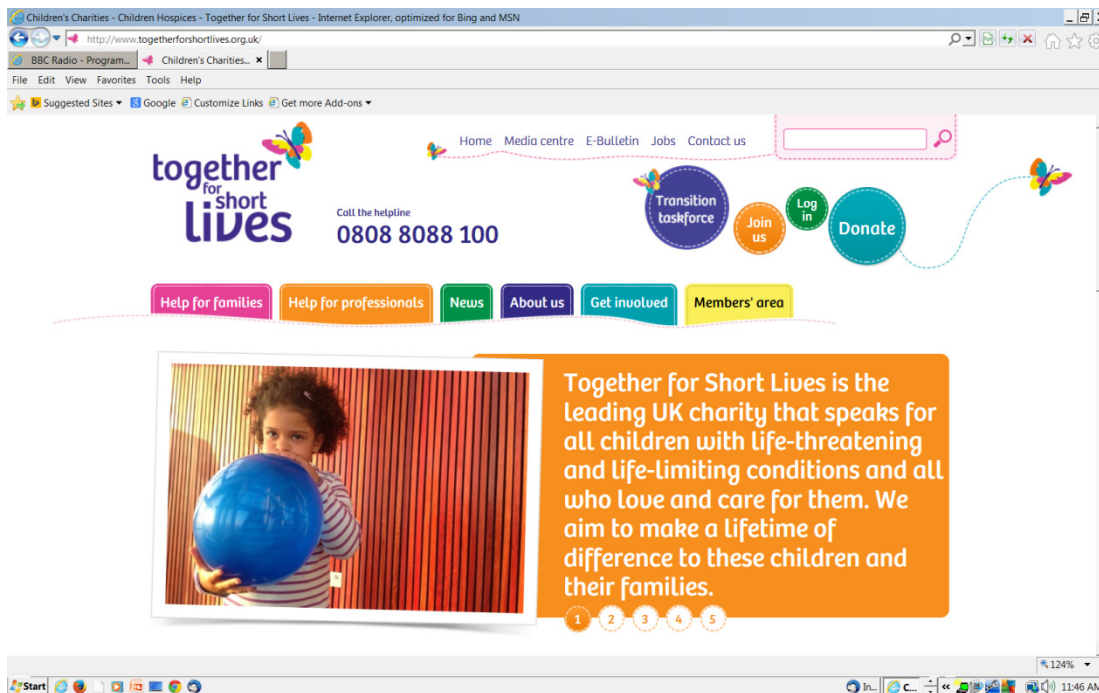 Children's Charities - Children Hospices - Together for Short Lives - Internet Explorer, optimized for Bing and MSN
http://www.togetherforshortlives.org.uk/
BBC Radio - Program... Children's Charities...
File Edit View Favorites Tools Help
Suggested Sites Google Customize Links Get more Add-ons
Home Media centre E-Bulletin Jobs Contact us
together
for
short
lives
Call the helpline
0808 8088 100
Transition
taskforce
Join
us
Log
in
Donate
Help for families Help for professionals News About us Get involved Members' area
Together for Short Lives is the
leading UK charity that speaks for
all children with life-threatening
and life-limiting conditions and all
who love and care for them. We
aim to make a lifetime of
difference to these children and
their families.
1 2 3 4 5
124%
Start In... C... 11:46 AM